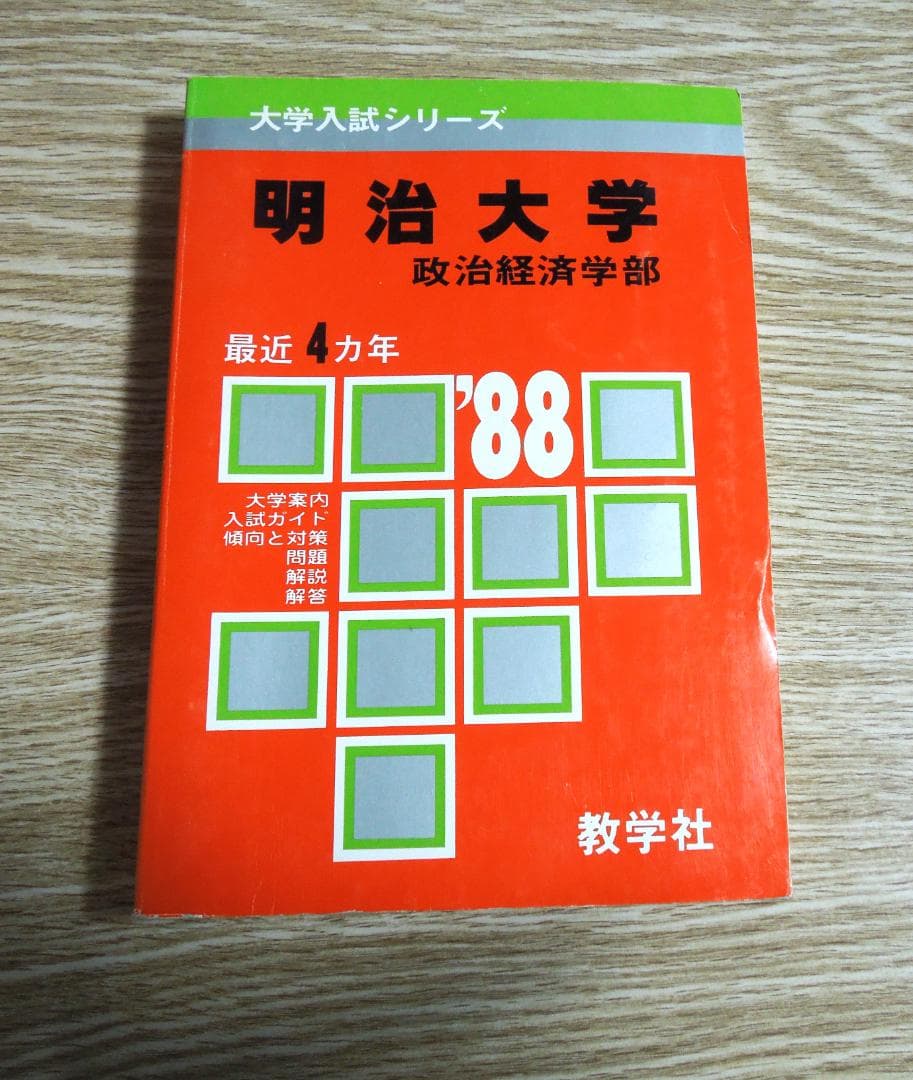 大学入試シリーズ
明治大学
政治経済学部
最近 4カ年
'88
大学案内
入試ガイド
傾向と対策
問題
解説
解答
教学社